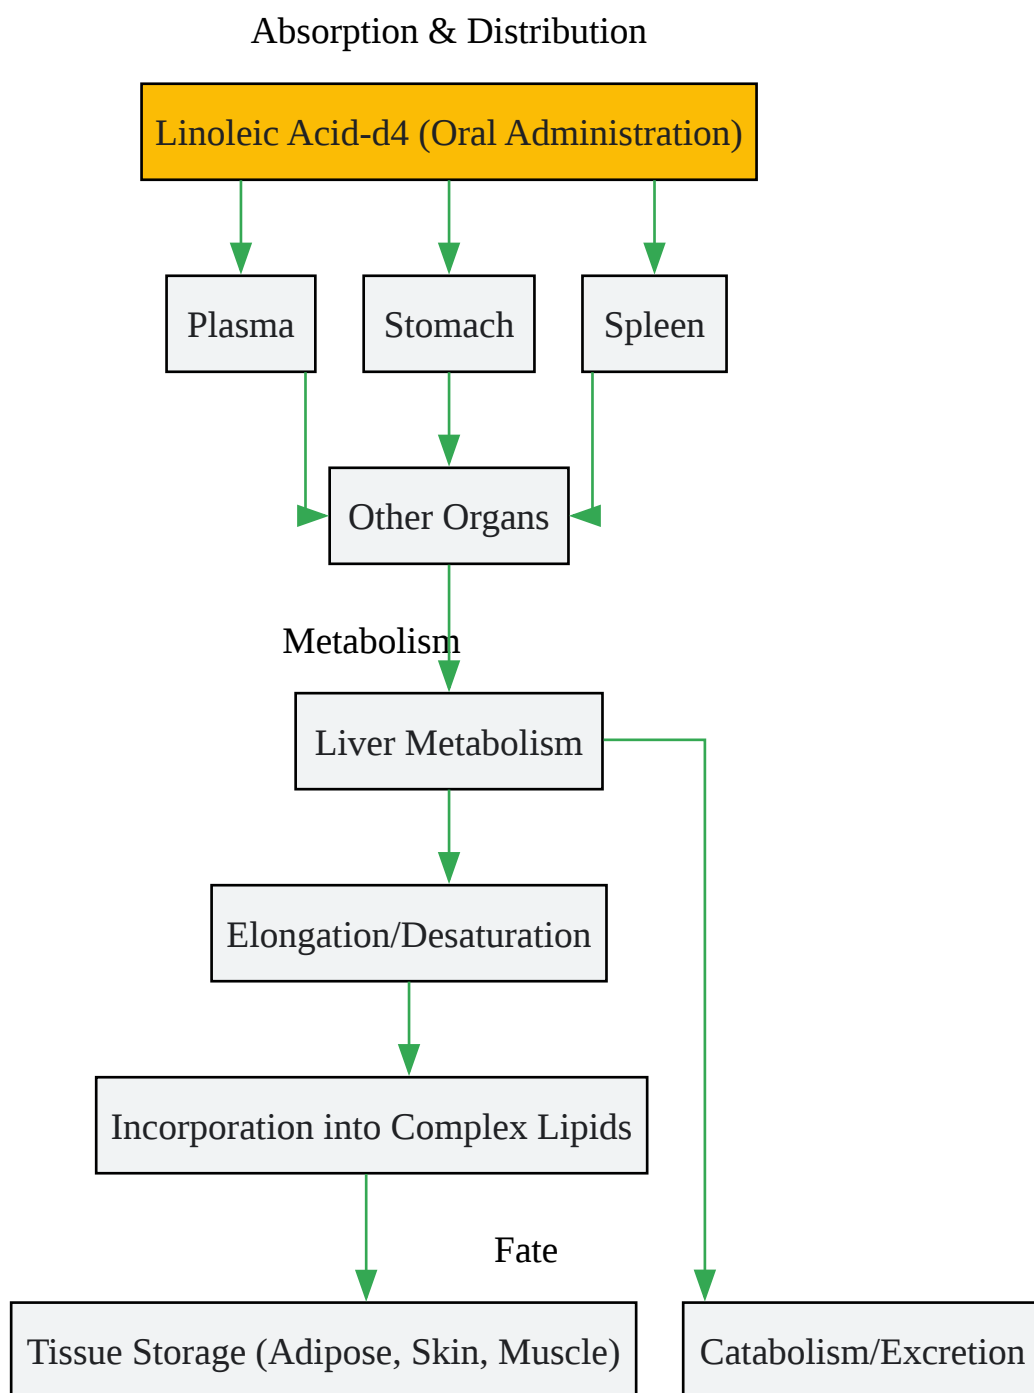 Absorption & Distribution
Linoleic Acid-d4 (Oral Administration)
Plasma
Stomach
Spleen
Other Organs
Metabolism
Liver Metabolism
Elongation/Desaturation
Incorporation into Complex Lipids
Fate
Tissue Storage (Adipose, Skin, Muscle)
Catabolism/Excretion